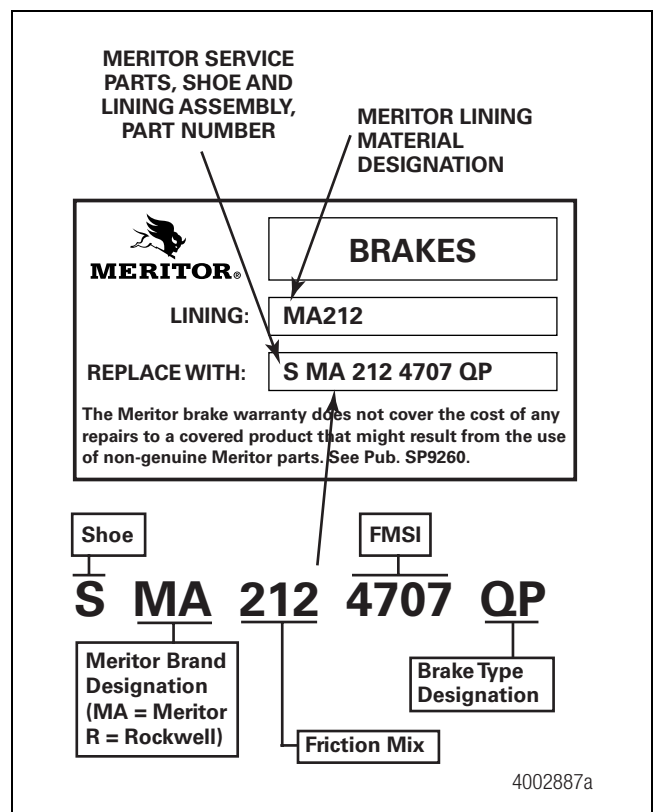 MERITOR SERVICE
PARTS, SHOE AND
LINING ASSEMBLY,
PART NUMBER
MERITOR LINING
MATERIAL
DESIGNATION
MERITOR®
BRAKES
LINING:
MA212
REPLACE WITH:
S MA 212 4707 QP
The Meritor brake warranty does not cover the cost of any
repairs to a covered product that might result from the use
of non-genuine Meritor parts. See Pub. SP9260.
Shoe
FMSI
S MA 212 4707 QP
Meritor Brand
Designation
(MA = Meritor
R = Rockwell)
Brake Type
Designation
Friction Mix
4002887a